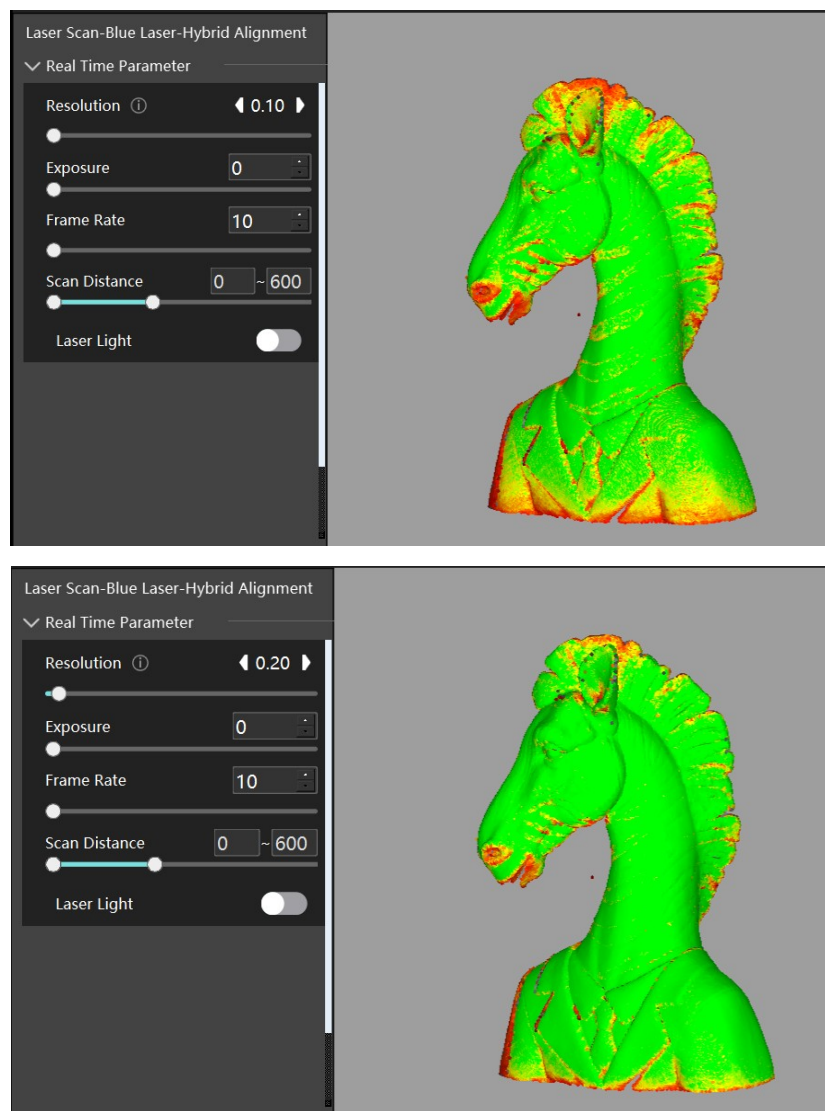 Laser Scan-Blue Laser-Hybrid Alignment
Real Time Parameter
Resolution ⓘ 0.10
Exposure 0
Frame Rate 10
Scan Distance 0 ~ 600
Laser Light
Laser Scan-Blue Laser-Hybrid Alignment
Real Time Parameter
Resolution ⓘ 0.20
Exposure 0
Frame Rate 10
Scan Distance 0 ~ 600
Laser Light